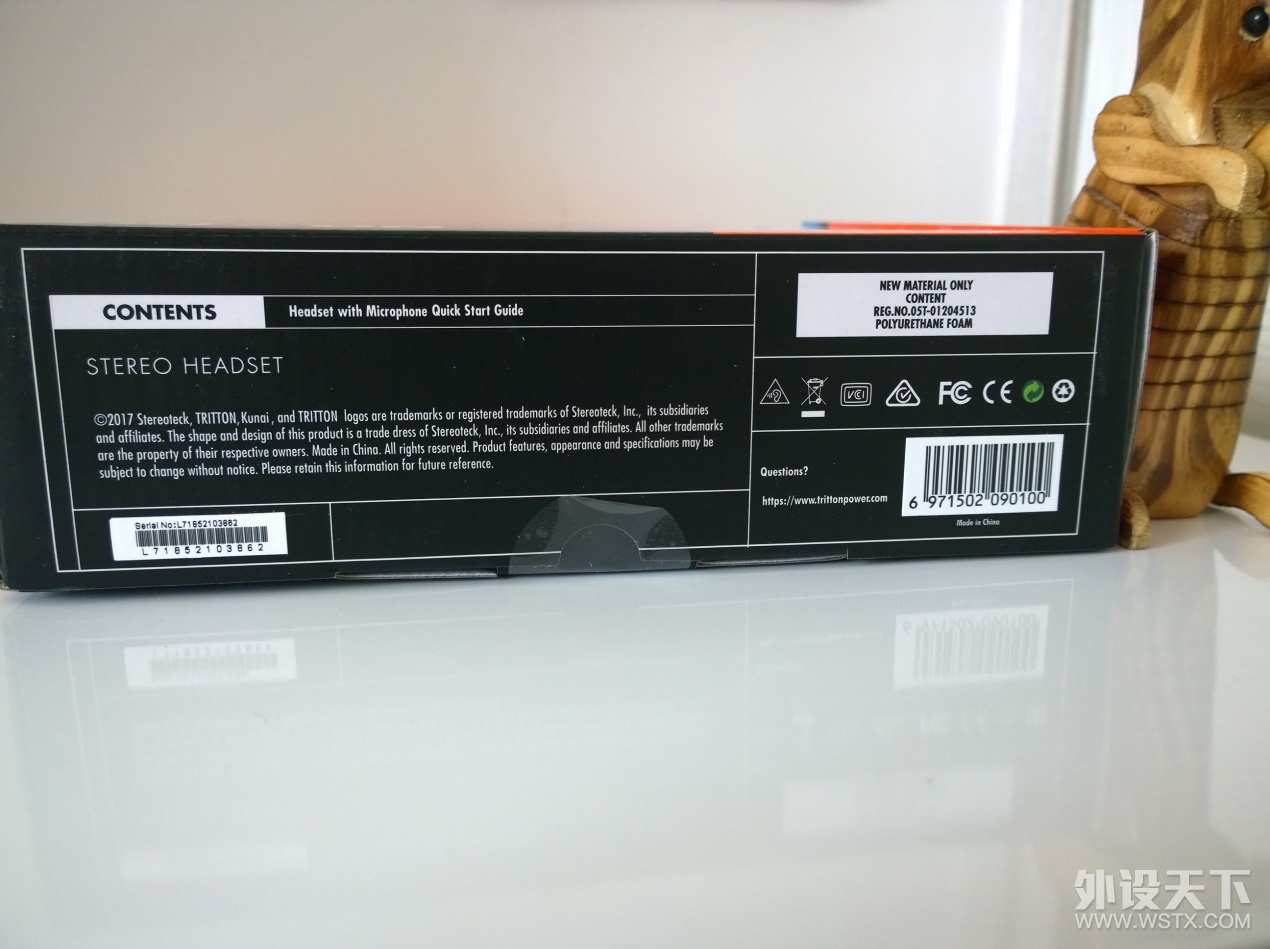 CONTENTS
Headset with Microphone Quick Start Guide
STEREO HEADSET
©2017 Stereoteck, TRITTON, Kunai , and TRITTON logos are trademarks or registered trademarks of Stereoteck, Inc., its subsidiaries
and affiliates. The shape and design of this product is a trade dress of Stereoteck, Inc., its subsidiaries and affiliates. All other trademarks
are the property of their respective owners. Made in China. All rights reserved. Product features, appearance and specifications may be
subject to change without notice. Please retain this information for future reference.
Serial No:L71852103862
L71852103862
NEW MATERIAL ONLY
CONTENT
REG.NO.05T-01204513
POLYURETHANE FOAM
VCI FC CE
Questions?
https://www.trittonpower.com
6 971502 090100
Made in China
外设天下
WWW.WSTX.COM